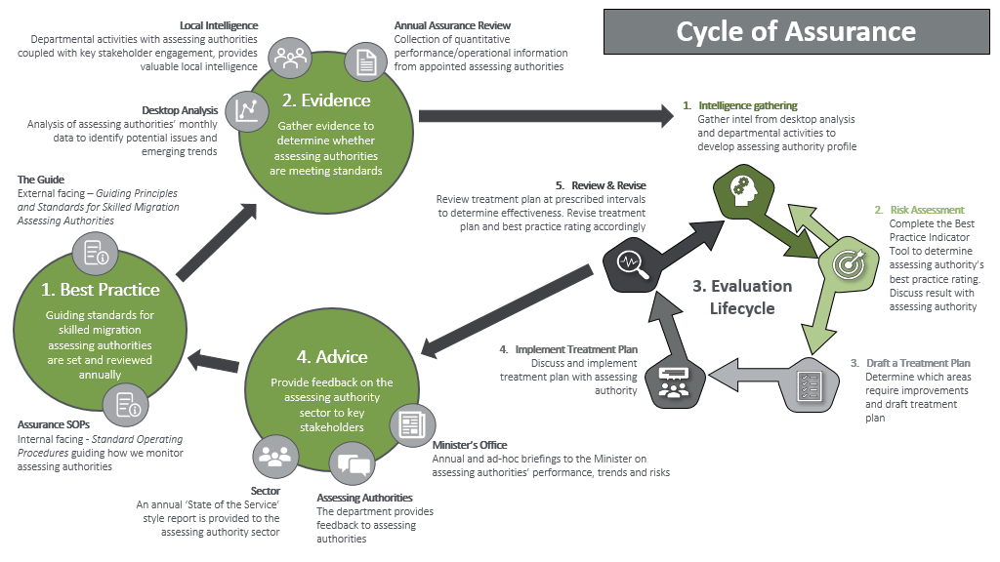 Cycle of Assurance
Local Intelligence
Departmental activities with assessing authorities
coupled with key stakeholder engagement, provides
valuable local intelligence
Annual Assurance Review
Collection of quantitative
performance/operational information
from appointed assessing authorities
Desktop Analysis
Analysis of assessing authorities' monthly
data to identify potential issues and
emerging trends
2. Evidence
Gather evidence to
determine whether
assessing authorities
are meeting standards
The Guide
External facing – Guiding Principles
and Standards for Skilled Migration
Assessing Authorities
1. Best Practice
Guiding standards for
skilled migration
assessing authorities
are set and reviewed
annually
Assurance SOPs
Internal facing - Standard Operating
Procedures guiding how we monitor
assessing authorities
4. Advice
Provide feedback on the
assessing authority
sector to key
stakeholders
Sector
An annual 'State of the Service'
style report is provided to the
assessing authority sector
Assessing Authorities
The department provides
feedback to assessing
authorities
Minister's Office
Annual and ad-hoc briefings to the Minister on
assessing authorities' performance, trends and risks
3. Evaluation
Lifecycle
1. Intelligence gathering
Gather intel from desktop analysis
and departmental activities to
develop assessing authority profile
2. Risk Assessment
Complete the Best
Practice Indicator
Tool to determine
assessing authority's
best practice rating.
Discuss result with
assessing authority
3. Draft a Treatment Plan
Determine which areas
require improvements
and draft treatment
plan
4. Implement Treatment Plan
Discuss and implement
treatment plan with assessing
authority
5. Review & Revise
Review treatment plan at prescribed intervals
to determine effectiveness. Revise treatment
plan and best practice rating accordingly